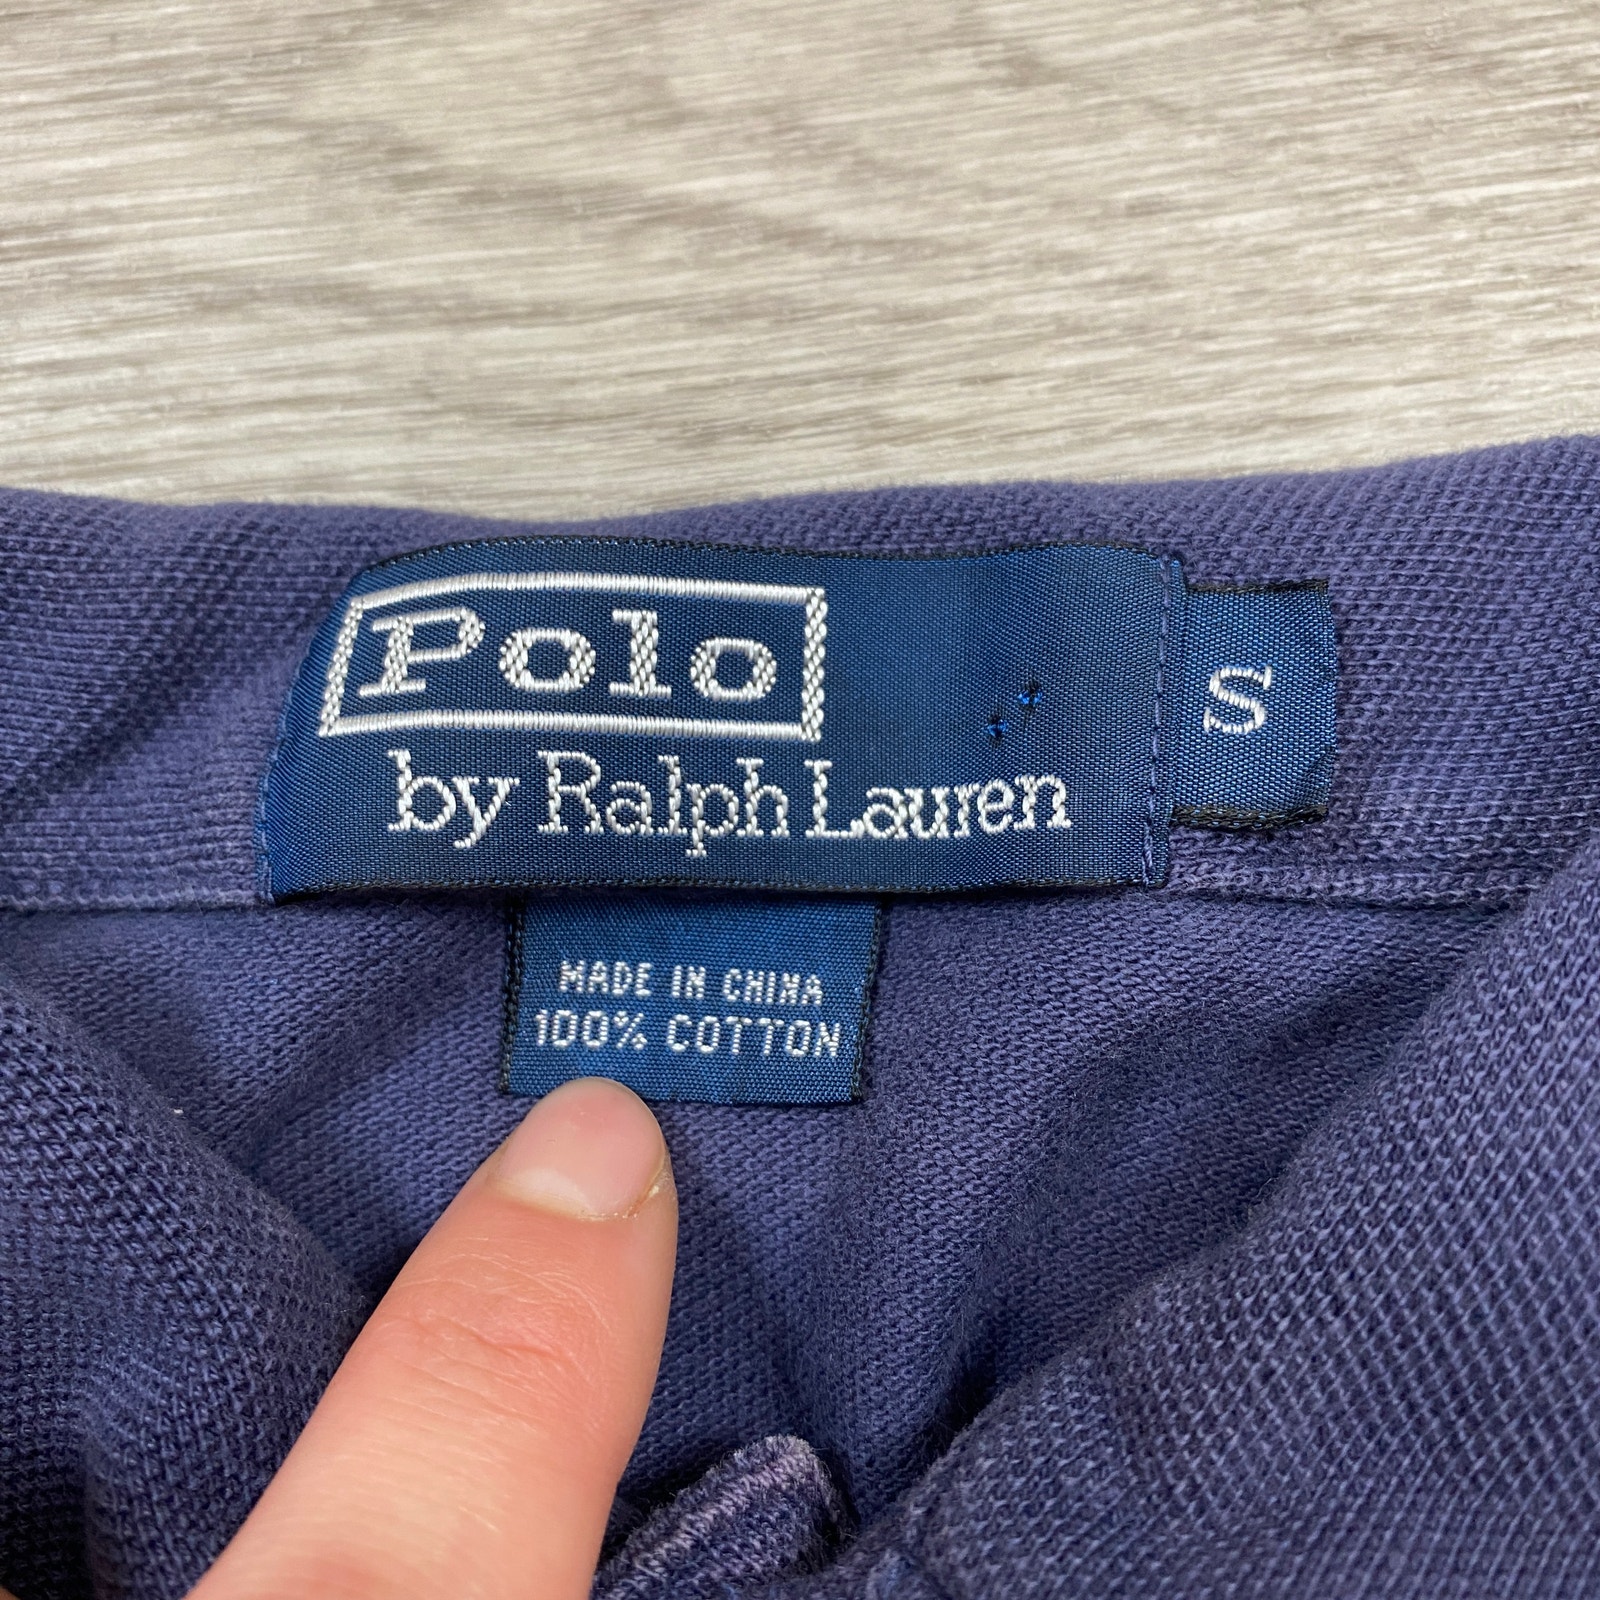 Polo
by Ralph Lauren
S
MADE IN CHINA
100% COTTON